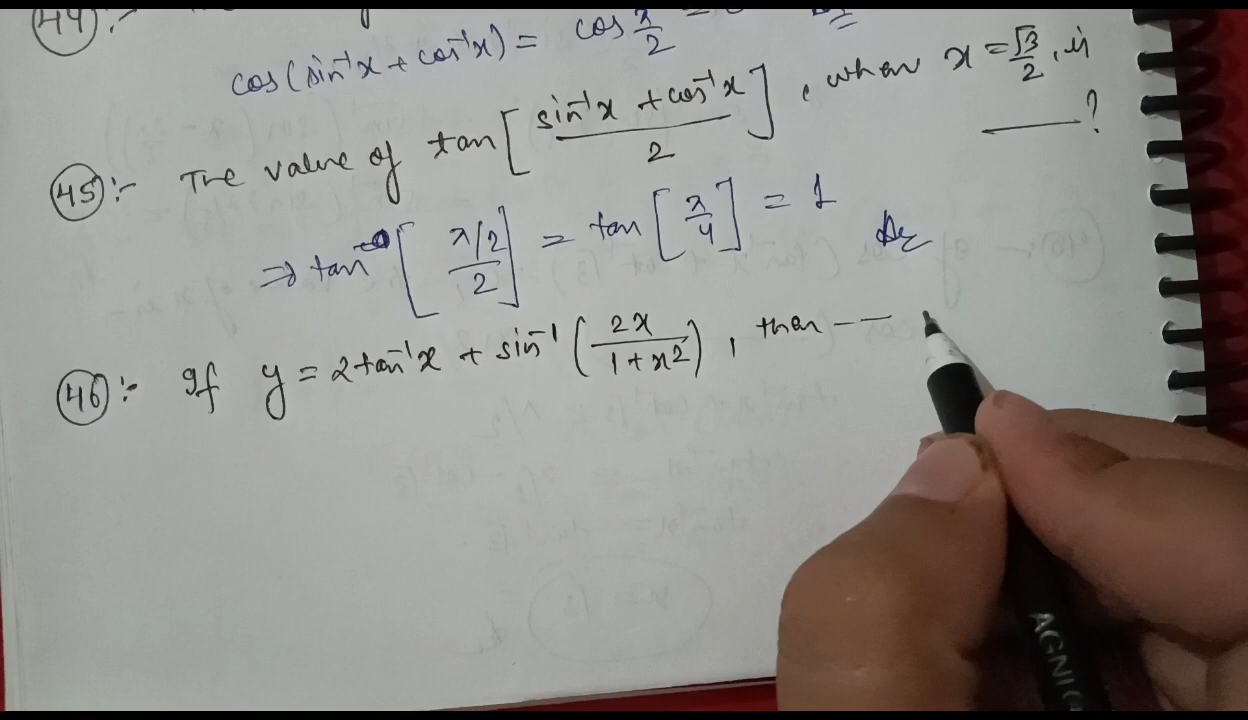 (44):-
cos(sin⁻¹x + cos⁻¹x) = cos π/2 =
(45):- The value of tan[(sin⁻¹x + cos⁻¹x)/2], when x = √3/2, is ____?
⇒ tan [(π/2)/2] = tan [π/4] = 1
(46):- If y = 2tan⁻¹x + sin⁻¹(2x/(1+x²)), then --
AGNI